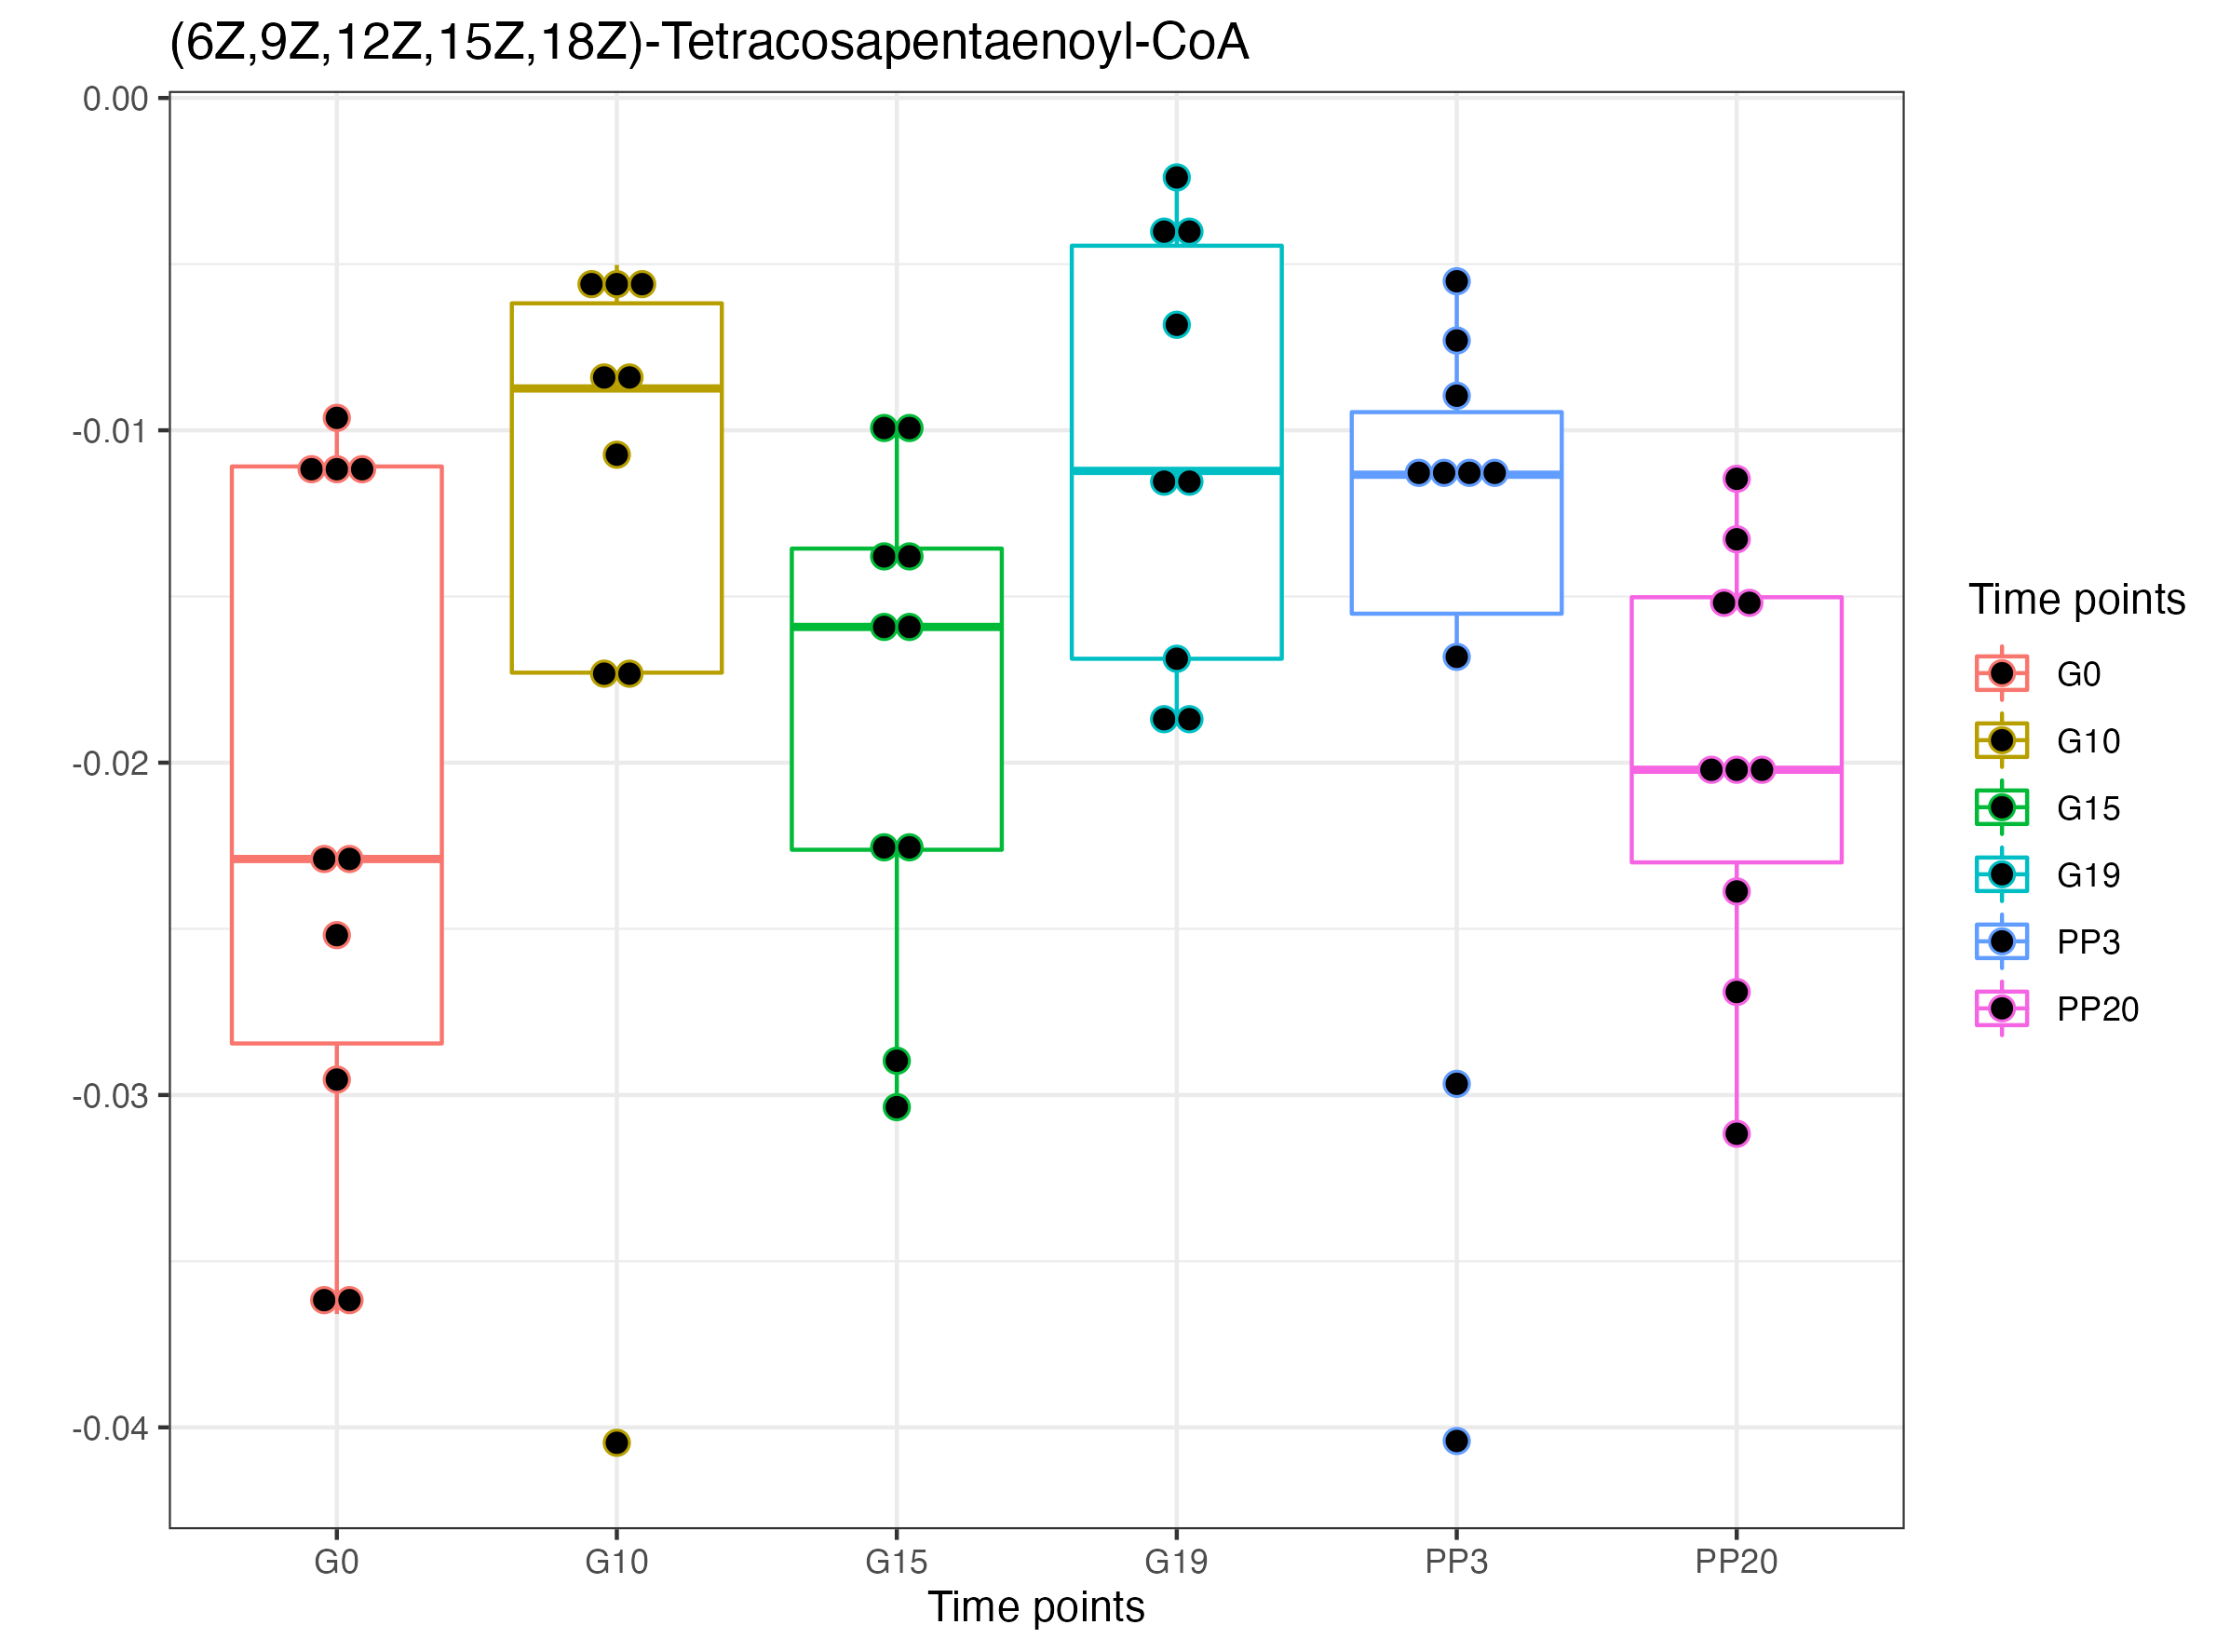 (6Z,9Z,12Z,15Z,18Z)-Tetracosapentaenoyl-CoA
0.00
-0.01
-0.02
-0.03
-0.04
G0 G10 G15 G19 PP3 PP20
Time points
Time points
G0
G10
G15
G19
PP3
PP20